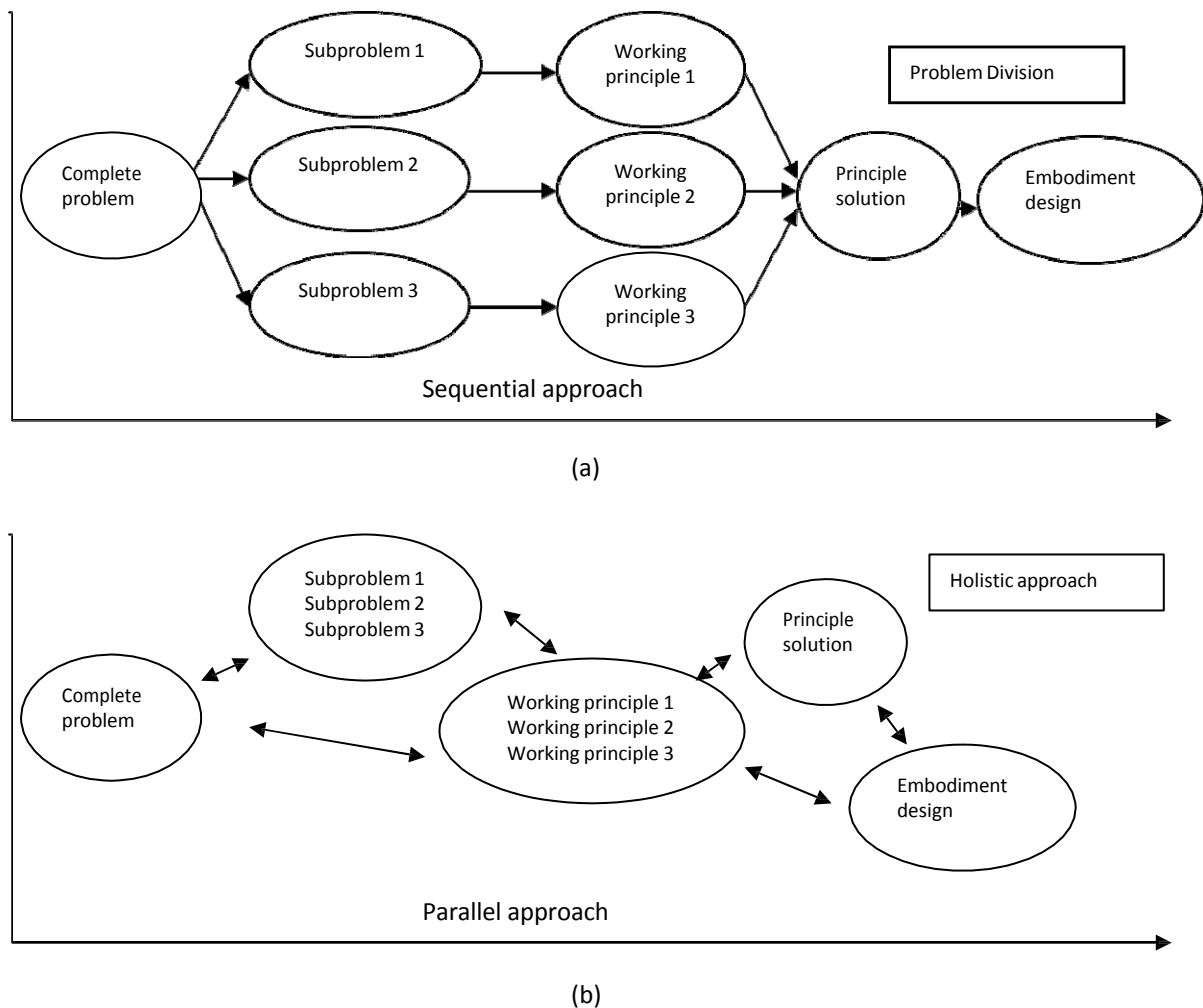 Subproblem 1
Working
principle 1
Problem Division
Complete
problem
Subproblem 2
Working
principle 2
Principle
solution
Embodiment
design
Subproblem 3
Working
principle 3
Sequential approach
(a)
Subproblem 1
Subproblem 2
Subproblem 3
Holistic approach
Principle
solution
Complete
problem
Working principle 1
Working principle 2
Working principle 3
Embodiment
design
Parallel approach
(b)